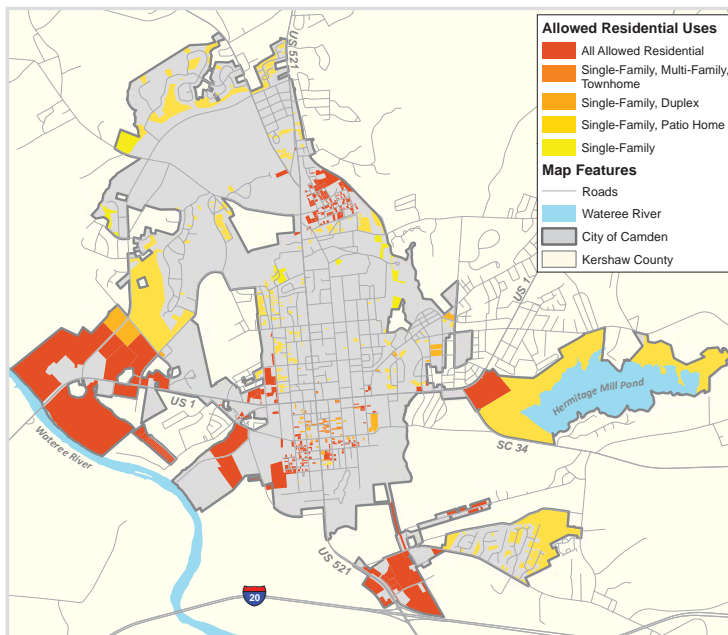 US 521
Allowed Residential Uses
All Allowed Residential
Single-Family, Multi-Family,
Townhome
Single-Family, Duplex
Single-Family, Patio Home
Single-Family
Map Features
Roads
Wateree River
City of Camden
Kershaw County
US 1
Hermitage Mill Pond
US 1
Wateree River
SC 34
US 521
20